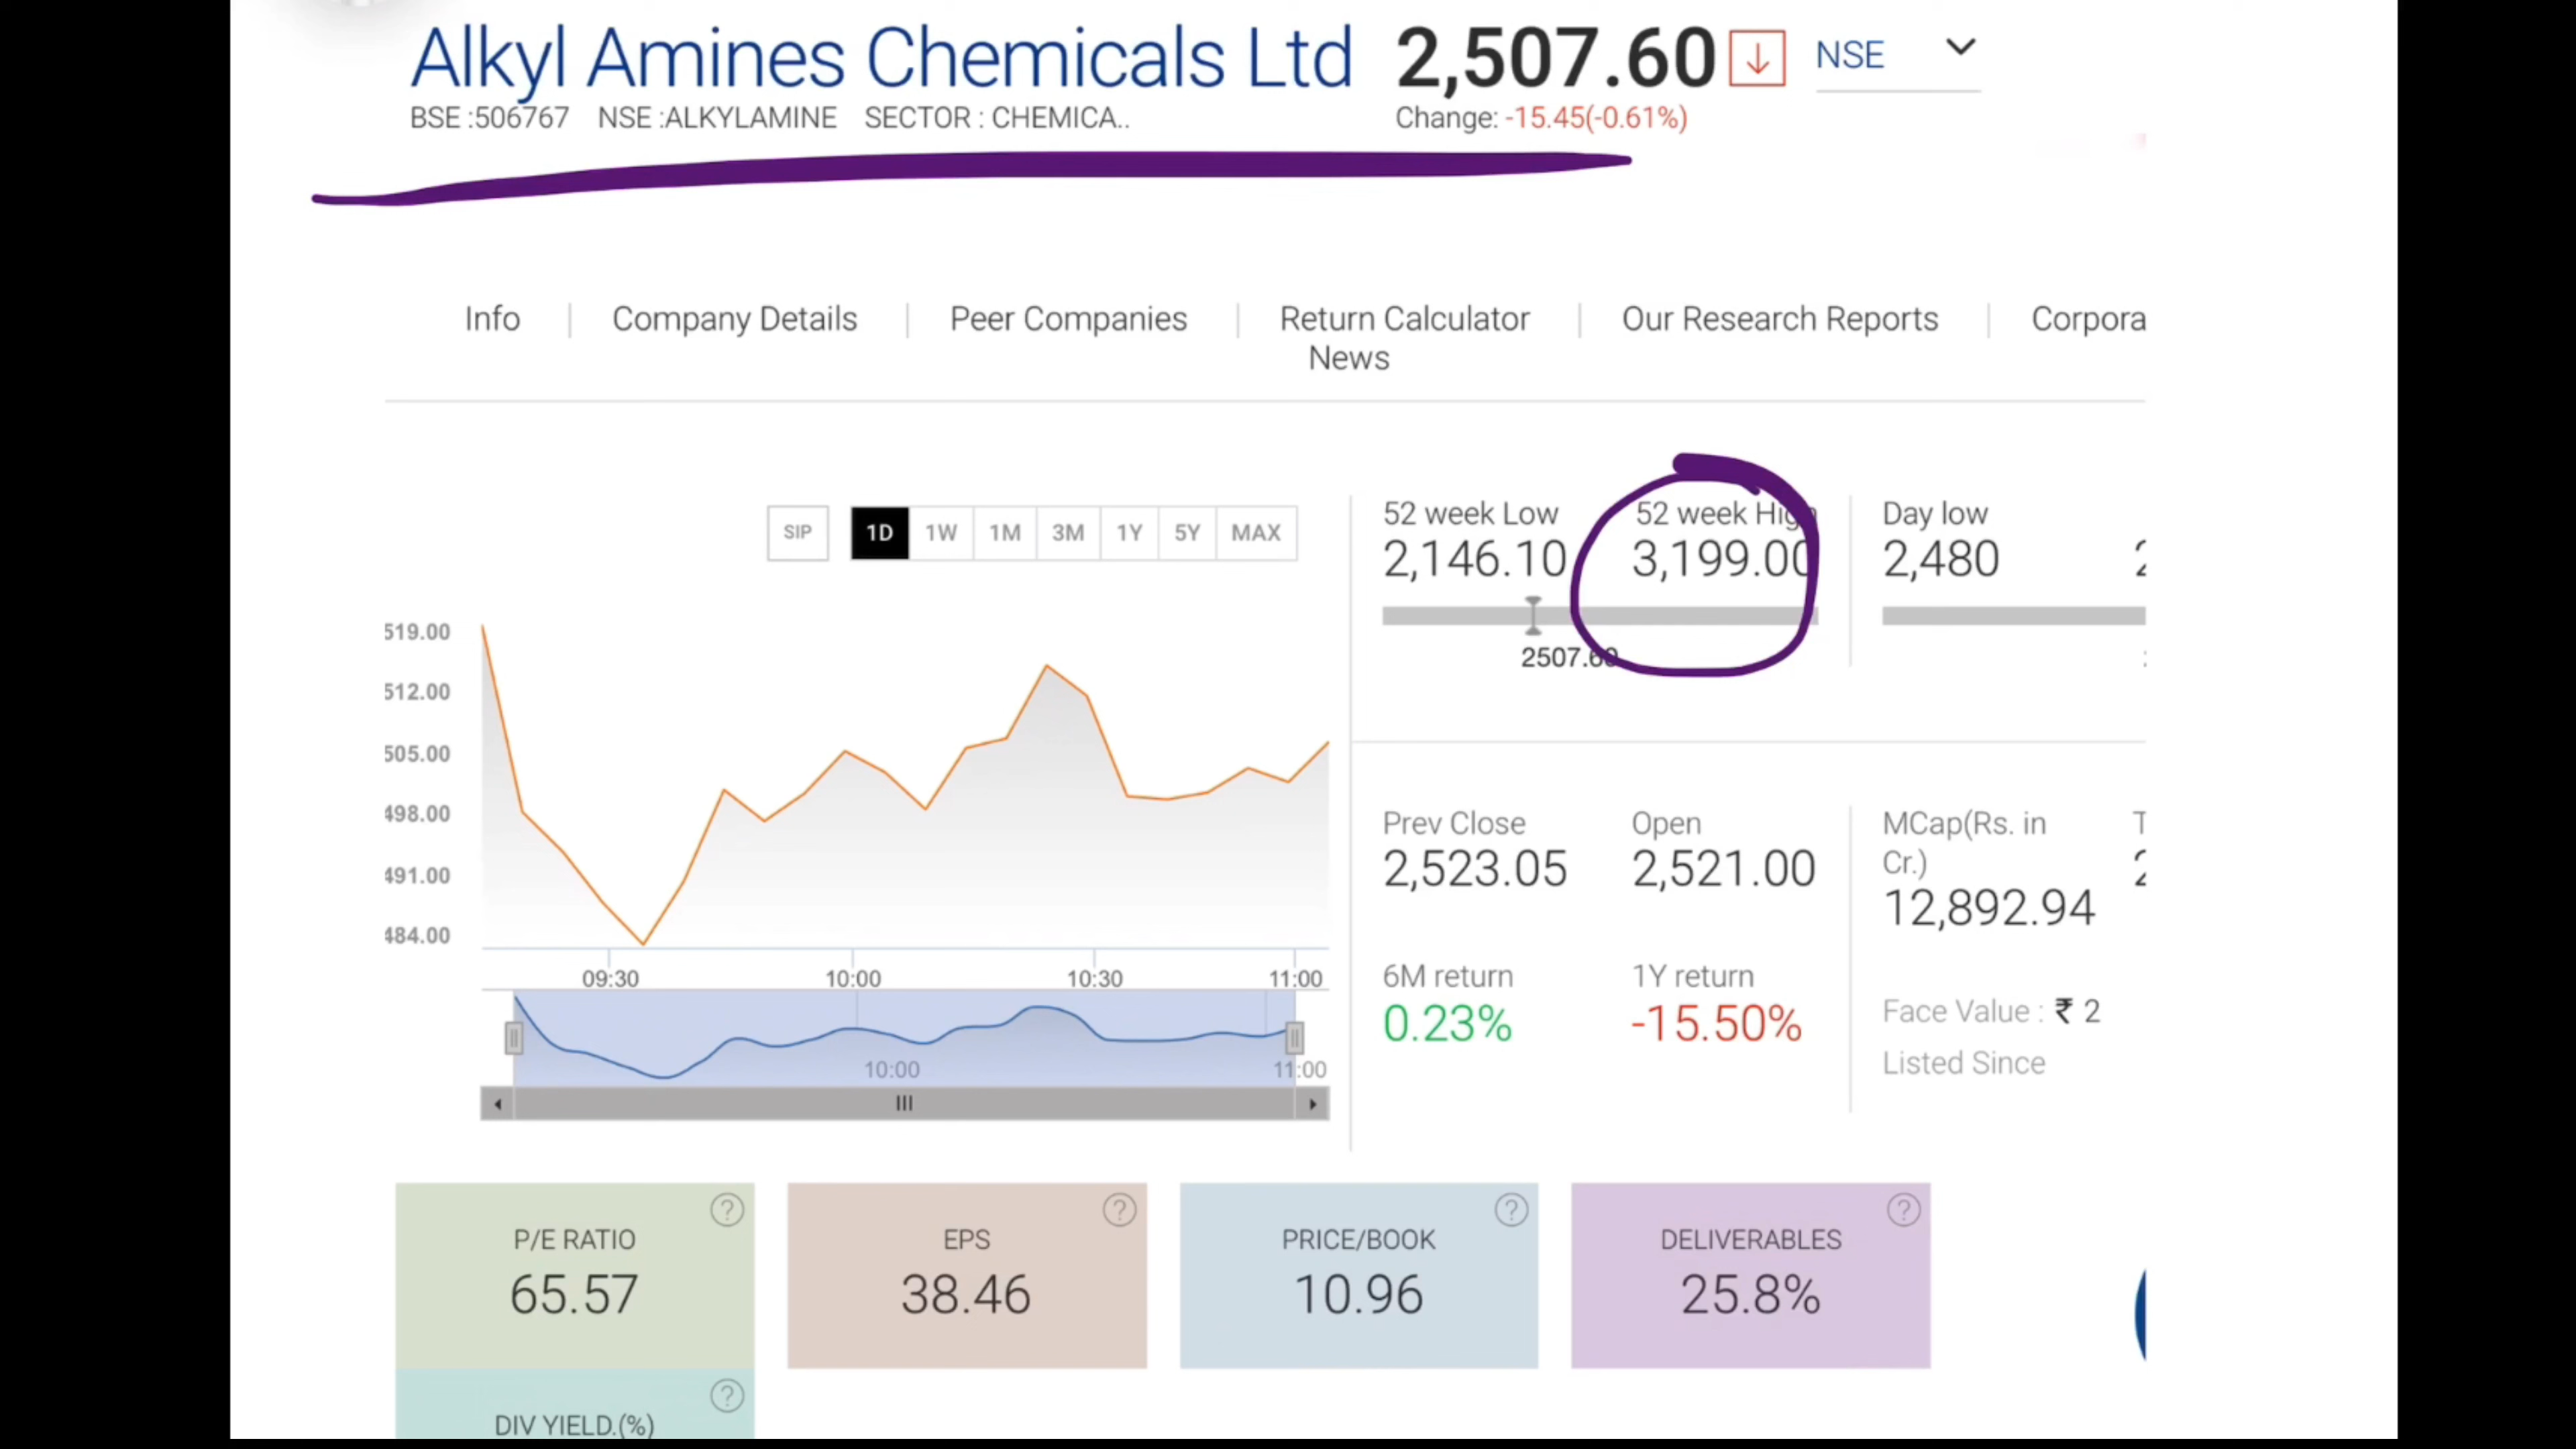 Alkyl Amines Chemicals Ltd 2,507.60 NSE
BSE :506767 NSE :ALKYLAMINE SECTOR : CHEMICA.. Change: -15.45(-0.61%)
Info Company Details Peer Companies Return Calculator Our Research Reports Corpora
News
SIP 1D 1W 1M 3M 1Y 5Y MAX
519.00
512.00
505.00
498.00
491.00
484.00
09:30 10:00 10:30 11:00
10:00 11:00
52 week Low 52 week High
2,146.10 3,199.00
2507.60
Day low
2,480
Prev Close Open
2,523.05 2,521.00
6M return 1Y return
0.23% -15.50%
MCap(Rs. in
Cr.)
12,892.94
Face Value : ₹ 2
Listed Since
P/E RATIO
65.57
EPS
38.46
PRICE/BOOK
10.96
DELIVERABLES
25.8%
DIV YIELD.(%)